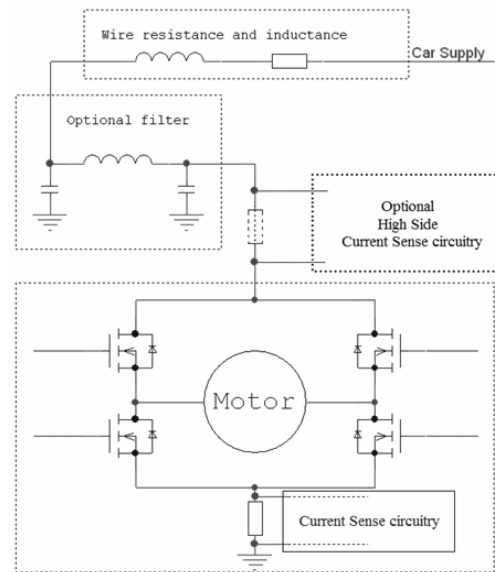 Wire resistance and inductance
Car Supply
Optional filter
Optional
High Side
Current Sense circuitry
Motor
Current Sense circuitry